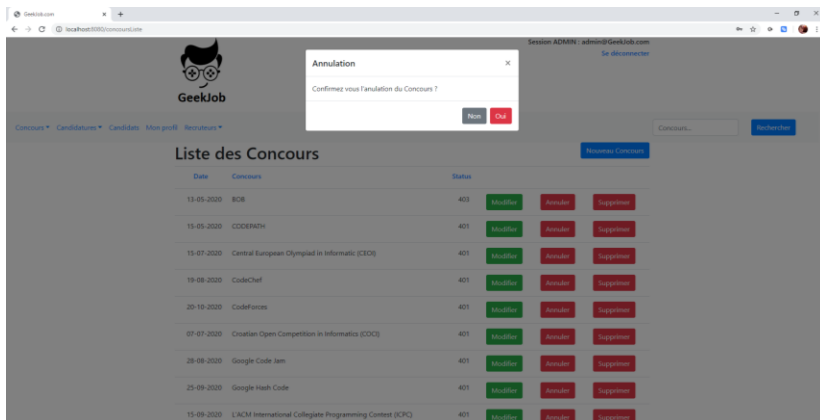 GeekJob.com
localhost:8080/concoursListe
Session ADMIN : admin@GeekJob.com
Se déconnecter
GeekJob
Annulation ×
Confirmez vous l'anulation du Concours ?
Non Oui
Concours Candidatures Candidats Mon profil Recruteurs Concours... Rechercher
Liste des Concours Nouveau Concours
Date Concours Status
13-05-2020 BOB 403 Modifier Annuler Supprimer
15-05-2020 CODEPATH 401 Modifier Annuler Supprimer
15-07-2020 Central European Olympiad in Informatic (CEOI) 401 Modifier Annuler Supprimer
19-08-2020 CodeChef 401 Modifier Annuler Supprimer
20-10-2020 CodeForces 401 Modifier Annuler Supprimer
07-07-2020 Croatian Open Competition in Informatics (COCI) 401 Modifier Annuler Supprimer
28-08-2020 Google Code Jam 401 Modifier Annuler Supprimer
25-09-2020 Google Hash Code 401 Modifier Annuler Supprimer
15-09-2020 L'ACM International Collegiate Programming Contest (ICPC) 401 Modifier Annuler Supprimer